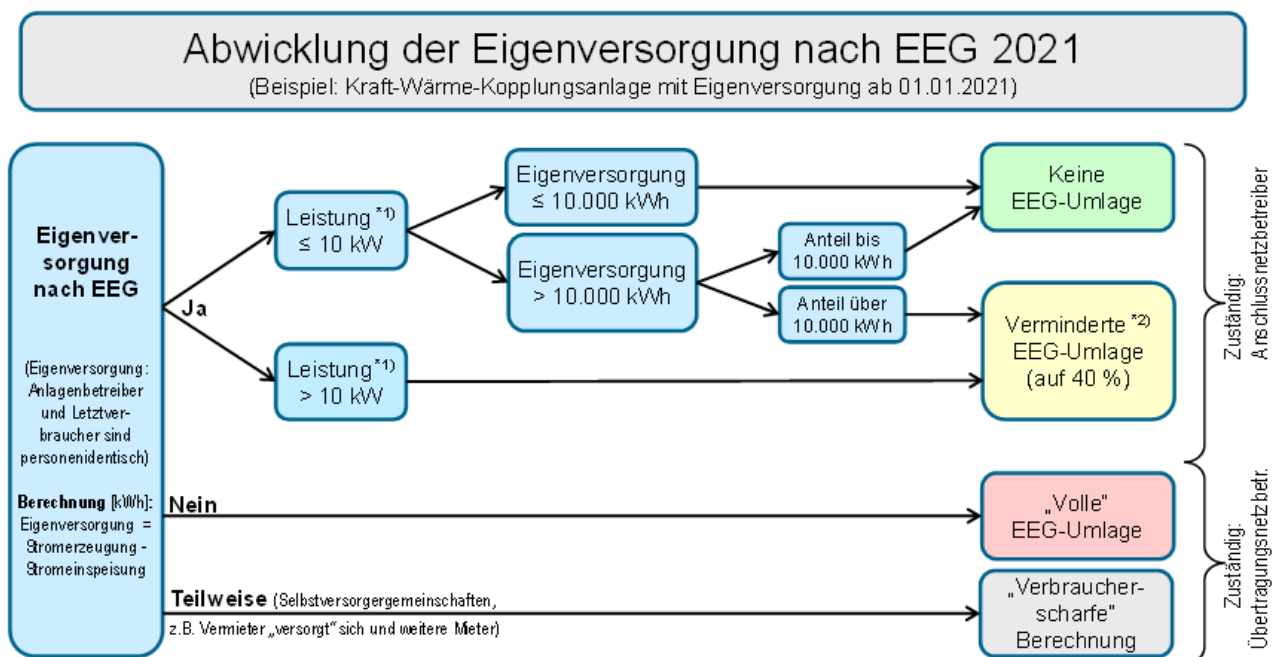 Abwicklung der Eigenversorgung nach EEG 2021
(Beispiel: Kraft-Wärme-Kopplungsanlage mit Eigenversorgung ab 01.01.2021)
Eigenver-
sorgung
nach EEG
(Eigenversorgung:
Anlagenbetreiber
und Letztver-
braucher sind
personenidentisch)
Berechnung [kWh]:
Eigenversorgung =
Stromerzeugung -
Stromeinspeisung
Ja
Leistung *1)
≤ 10 kW
Leistung *1)
> 10 kW
Eigenversorgung
≤ 10.000 kWh
Eigenversorgung
> 10.000 kWh
Anteil bis
10.000 kWh
Anteil über
10.000 kWh
Keine
EEG-Umlage
Verminderte *2)
EEG-Umlage
(auf 40 %)
Zuständig:
Anschlussnetzbetreiber
Nein
„Volle"
EEG-Umlage
Teilweise (Selbstversorgergemeinschaften,
z.B. Vermieter „versorgt" sich und weitere Mieter)
„Verbraucher-
scharfe"
Berechnung
Zuständig:
Übertragungsnetzbetr.